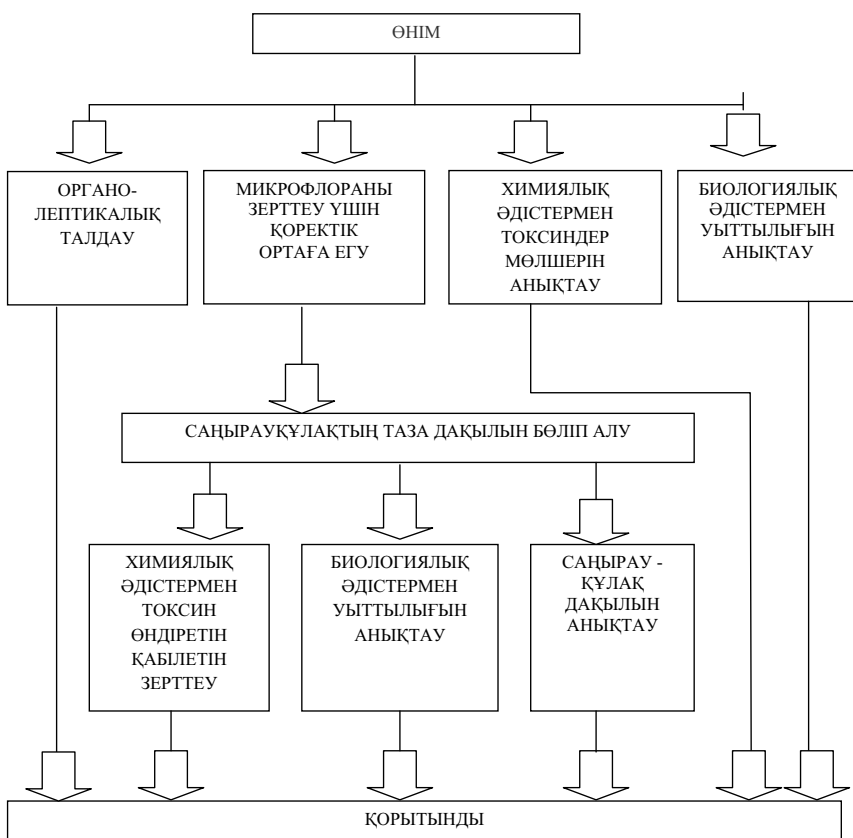 ӨНІМ
ОРГАНО-
ЛЕПТИКАЛЫҚ
ТАЛДАУ
МИКРОФЛОРАНЫ
ЗЕРТТЕУ ҮШІН
ҚОРЕКТІК
ОРТАҒА ЕГУ
ХИМИЯЛЫҚ
ӘДІСТЕРМЕН
ТОКСИНДЕР
МӨЛШЕРІН
АНЫҚТАУ
БИОЛОГИЯЛЫҚ
ӘДІСТЕРМЕН
УЫТТЫЛЫҒЫН
АНЫҚТАУ
САҢЫРАУҚҰЛАҚТЫҢ ТАЗА ДАҚЫЛЫН БӨЛІП АЛУ
ХИМИЯЛЫҚ
ӘДІСТЕРМЕН
ТОКСИН
ӨНДІРЕТІН
ҚАБІЛЕТІН
ЗЕРТТЕУ
БИОЛОГИЯЛЫҚ
ӘДІСТЕРМЕН
УЫТТЫЛЫҒЫН
АНЫҚТАУ
САҢЫРАУ -
ҚҰЛАҚ
ДАҚЫЛЫН
АНЫҚТАУ
ҚОРЫТЫНДЫ